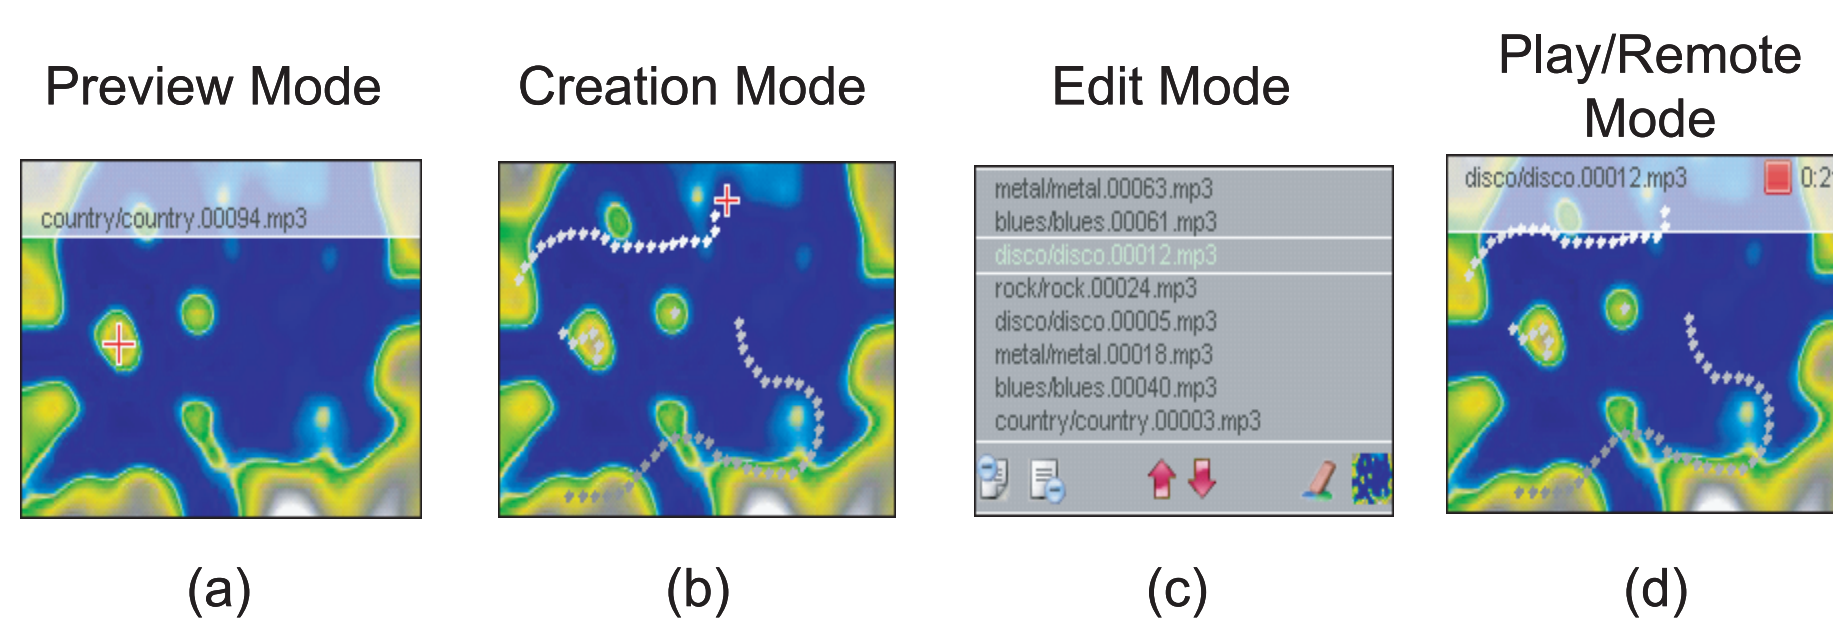 Preview Mode
Creation Mode
Edit Mode
Play/Remote
Mode
country/country.00094.mp3
metal/metal.00063.mp3
blues/blues.00061.mp3
disco/disco.00012.mp3
rock/rock.00024.mp3
disco/disco.00005.mp3
metal/metal.00018.mp3
blues/blues.00040.mp3
country/country.00003.mp3
disco/disco.00012.mp3
(a)
(b)
(c)
(d)